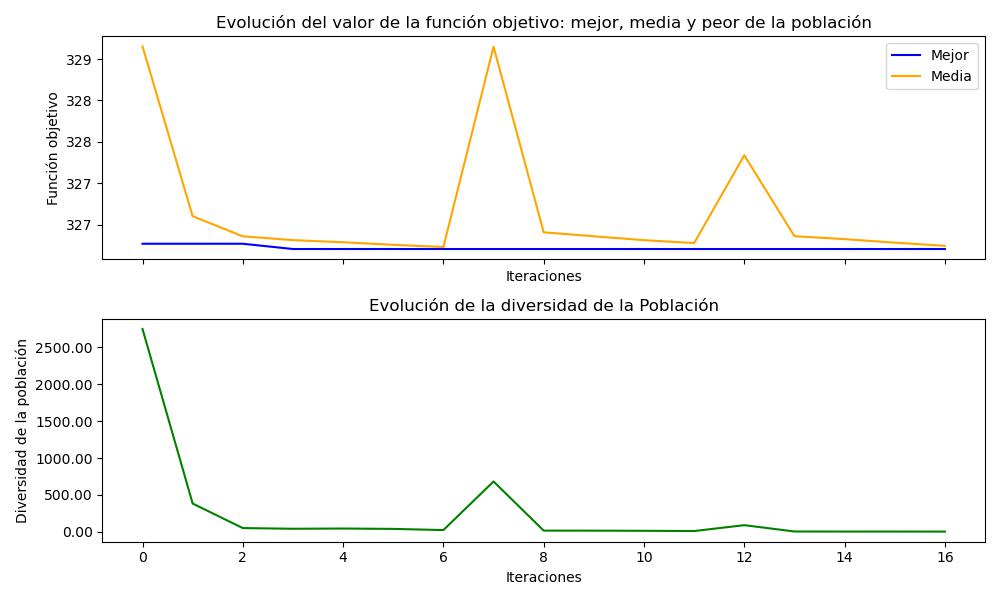 Evolución del valor de la función objetivo: mejor, media y peor de la población
Función objetivo
329
328
328
327
327
Mejor
Media
Iteraciones
Evolución de la diversidad de la Población
Diversidad de la población
2500.00
2000.00
1500.00
1000.00
500.00
0.00
0 2 4 6 8 10 12 14 16
Iteraciones